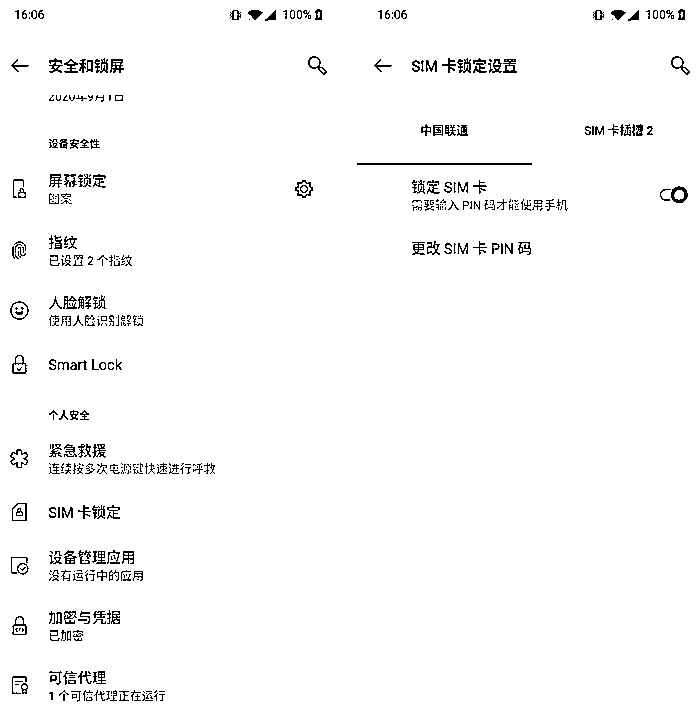 16:06
100%
安全和锁屏
2020年9月1日
设备安全性
屏幕锁定
图案
指纹
已设置 2 个指纹
人脸解锁
使用人脸识别解锁
Smart Lock
个人安全
紧急救援
连续按多次电源键快速进行呼救
SIM 卡锁定
设备管理应用
没有运行中的应用
加密与凭据
已加密
可信代理
1 个可信代理正在运行
16:06
100%
SIM 卡锁定设置
中国联通
SIM 卡插槽 2
锁定 SIM 卡
需要输入 PIN 码才能使用手机
更改 SIM 卡 PIN 码